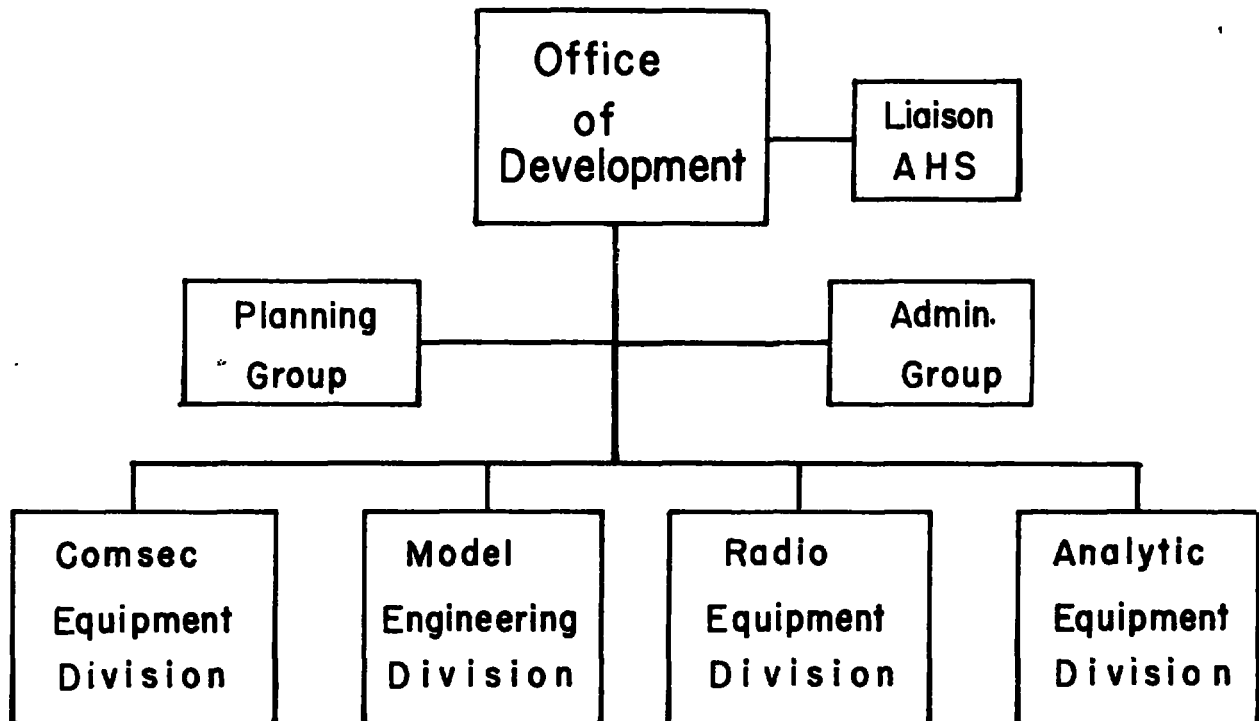 Office
of
Development
Liaison
AHS
Planning
Group
Admin.
Group
Comsec
Equipment
Division
Model
Engineering
Division
Radio
Equipment
Division
Analytic
Equipment
Division